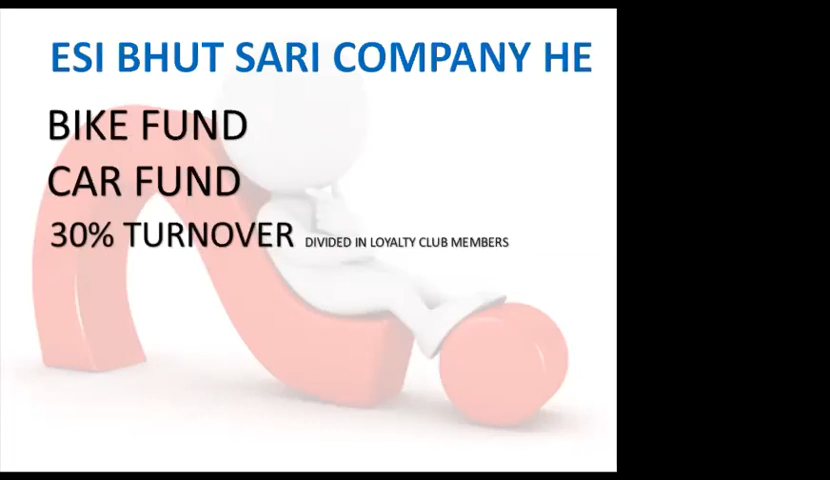 ESI BHUT SARI COMPANY HE
BIKE FUND
CAR FUND
30% TURNOVER DIVIDED IN LOYALTY CLUB MEMBERS